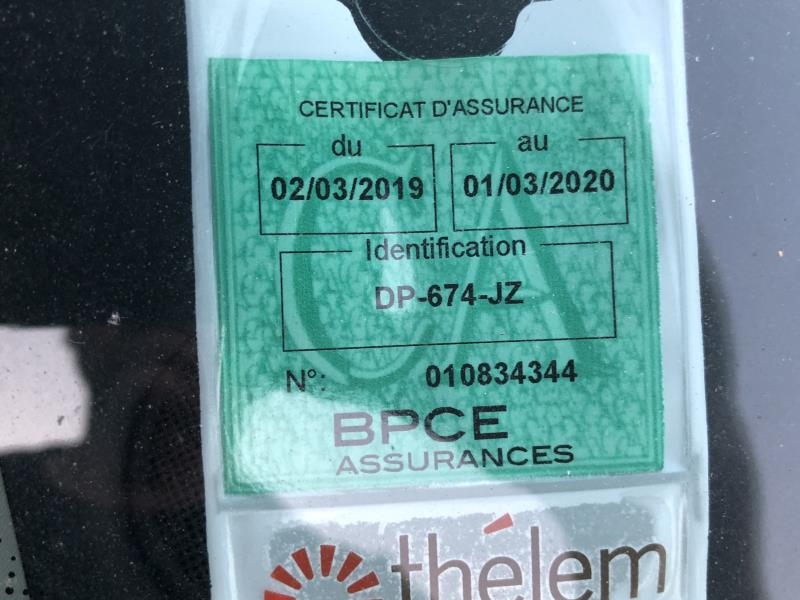 CERTIFICAT D'ASSURANCE
du au
02/03/2019 01/03/2020
Identification
DP-674-JZ
N°: 010834344
BPCE
ASSURANCES
thélem